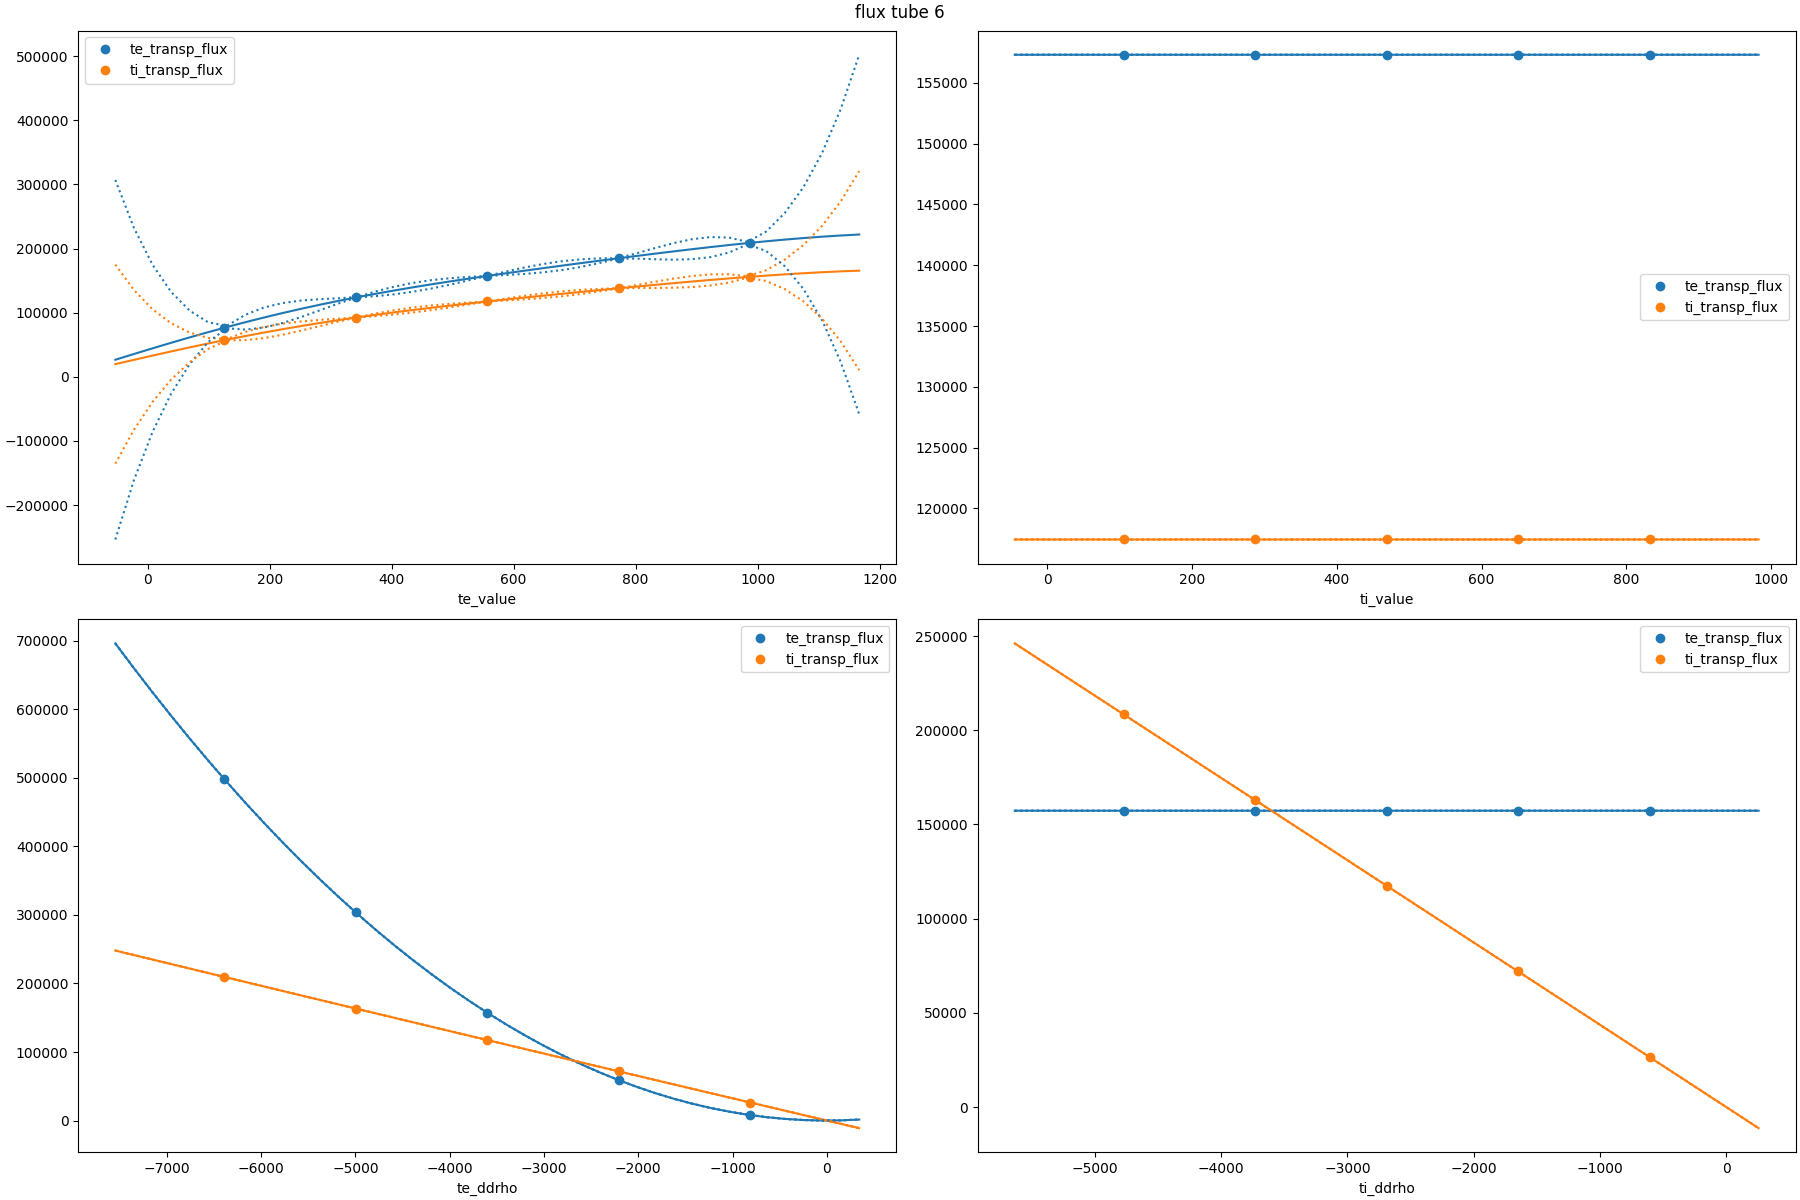 flux tube 6
te_transp_flux
ti_transp_flux
500000
400000
300000
200000
100000
0
−100000
−200000
0 200 400 600 800 1000 1200
te_value
te_transp_flux
ti_transp_flux
155000
150000
145000
140000
135000
130000
125000
120000
0 200 400 600 800 1000
ti_value
te_transp_flux
ti_transp_flux
700000
600000
500000
400000
300000
200000
100000
0
−7000 −6000 −5000 −4000 −3000 −2000 −1000 0
te_ddrho
te_transp_flux
ti_transp_flux
250000
200000
150000
100000
50000
0
−5000 −4000 −3000 −2000 −1000 0
ti_ddrho